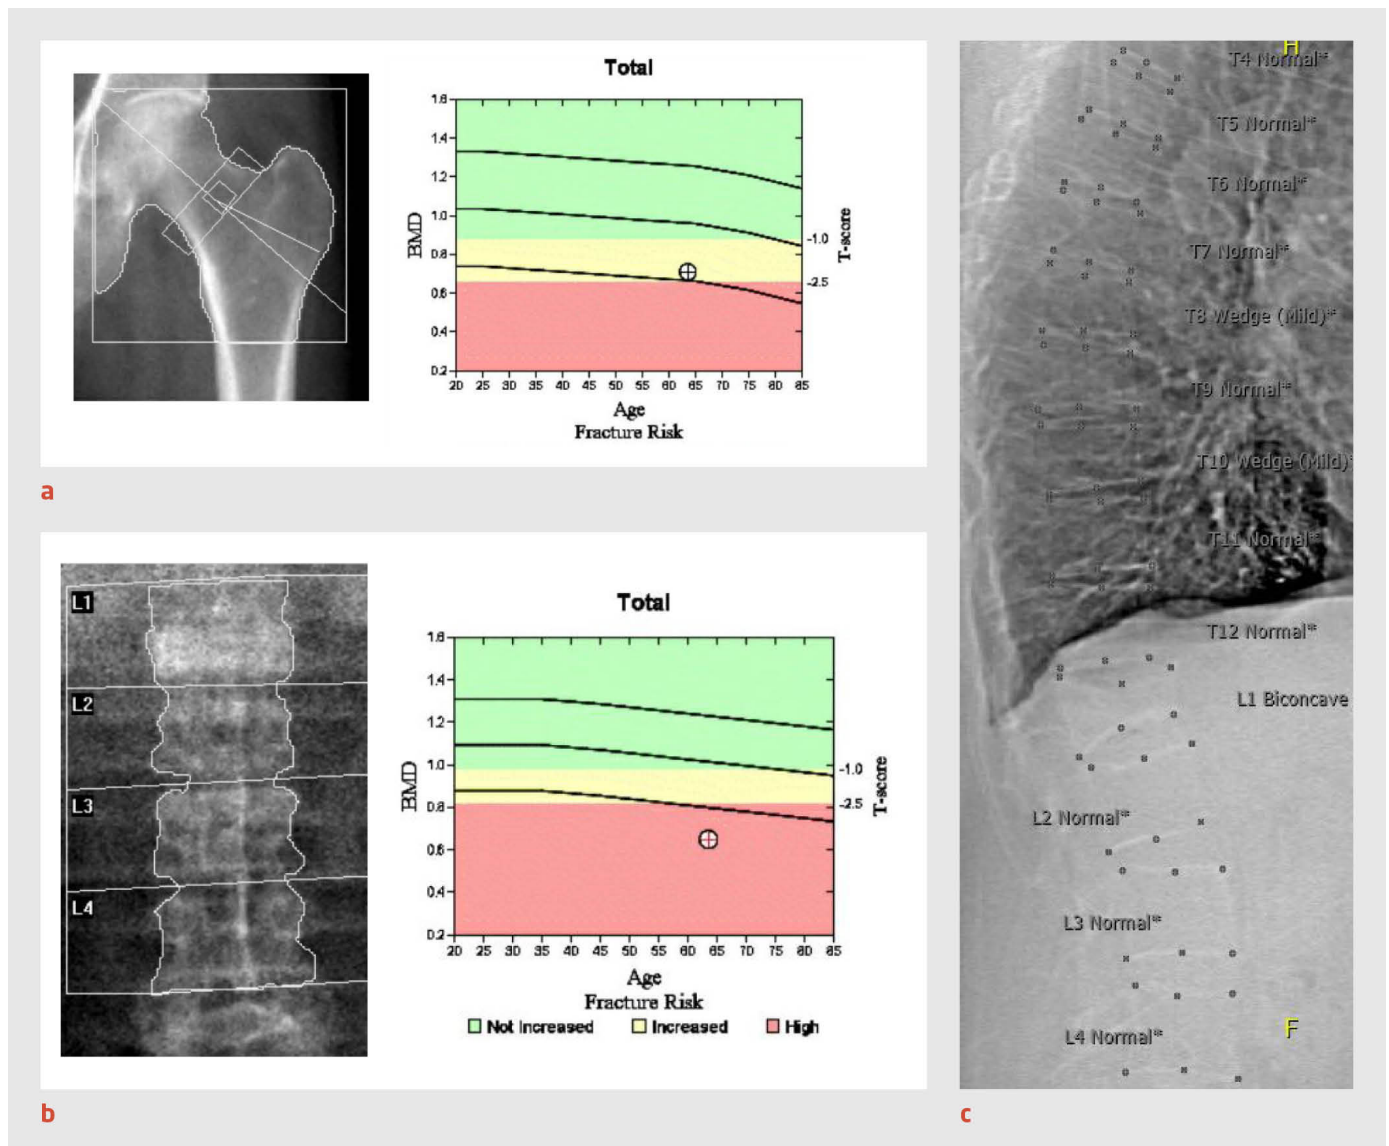 Total
1.6
1.4
1.2
1.0
0.8
0.6
0.4
0.2
BMD
-1.0
-2.5
T-score
20 25 30 35 40 45 50 55 60 65 70 75 80 85
Age
Fracture Risk
a
L1
L2
L3
L4
Total
1.6
1.4
1.2
1.0
0.8
0.6
0.4
0.2
BMD
-1.0
-2.5
T-score
20 25 30 35 40 45 50 55 60 65 70 75 80 85
Age
Fracture Risk
Not Increased Increased High
b
H
T4 Normal*
T5 Normal*
T6 Normal*
T7 Normal*
T8 Wedge (Mild)*
T9 Normal*
T10 Wedge (Mild)*
T11 Normal*
T12 Normal*
L1 Biconcave
L2 Normal*
L3 Normal*
L4 Normal*
F
c